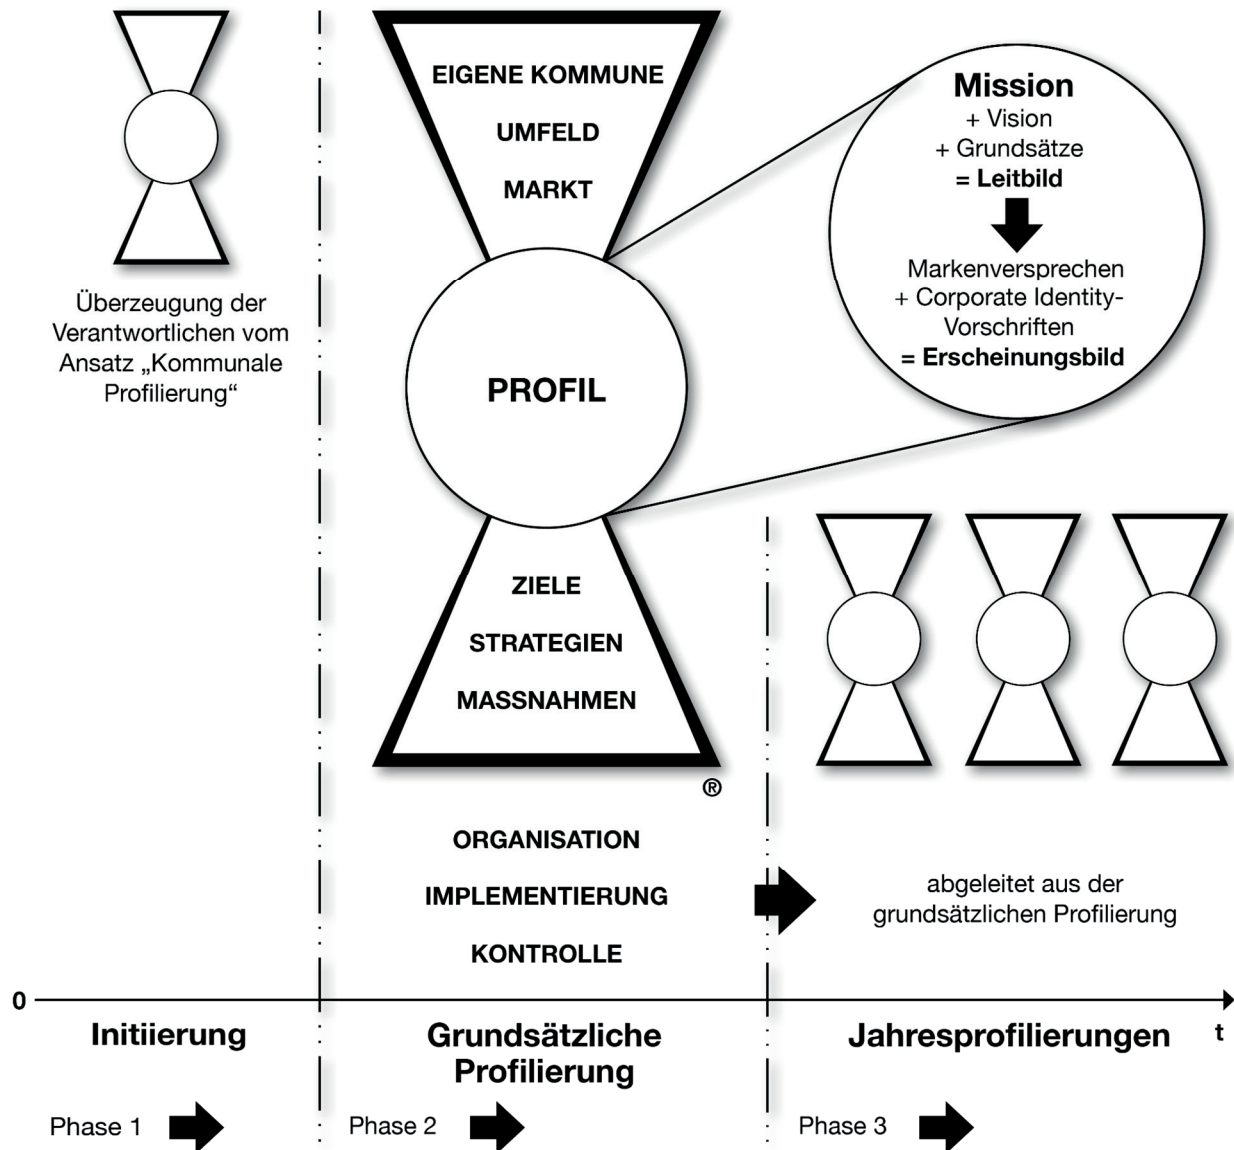 Überzeugung der
Verantwortlichen vom
Ansatz „Kommunale
Profilierung“
EIGENE KOMMUNE
UMFELD
MARKT
PROFIL
ZIELE
STRATEGIEN
MASSNAHMEN
®
ORGANISATION
IMPLEMENTIERUNG
KONTROLLE
Mission
+ Vision
+ Grundsätze
= Leitbild
Markenversprechen
+ Corporate Identity-
Vorschriften
= Erscheinungsbild
abgeleitet aus der
grundsätzlichen Profilierung
0
t
Initiierung
Grundsätzliche
Profilierung
Jahresprofilierungen
Phase 1
Phase 2
Phase 3